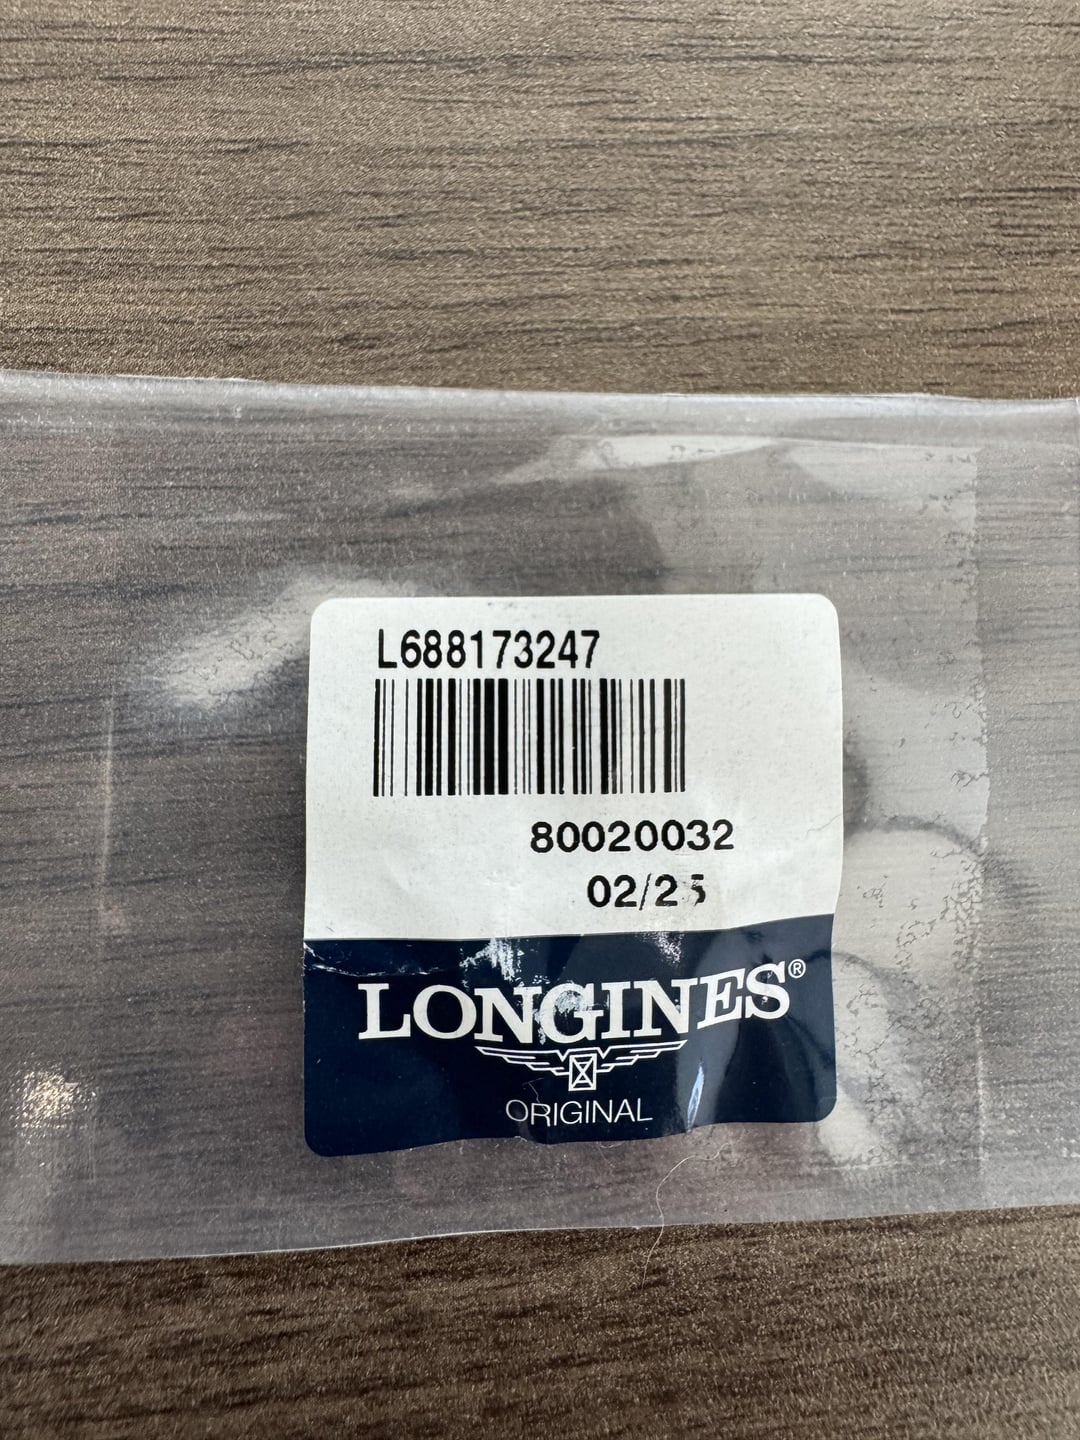 L688173247
80020032
02/25
LONGINES®
ORIGINAL